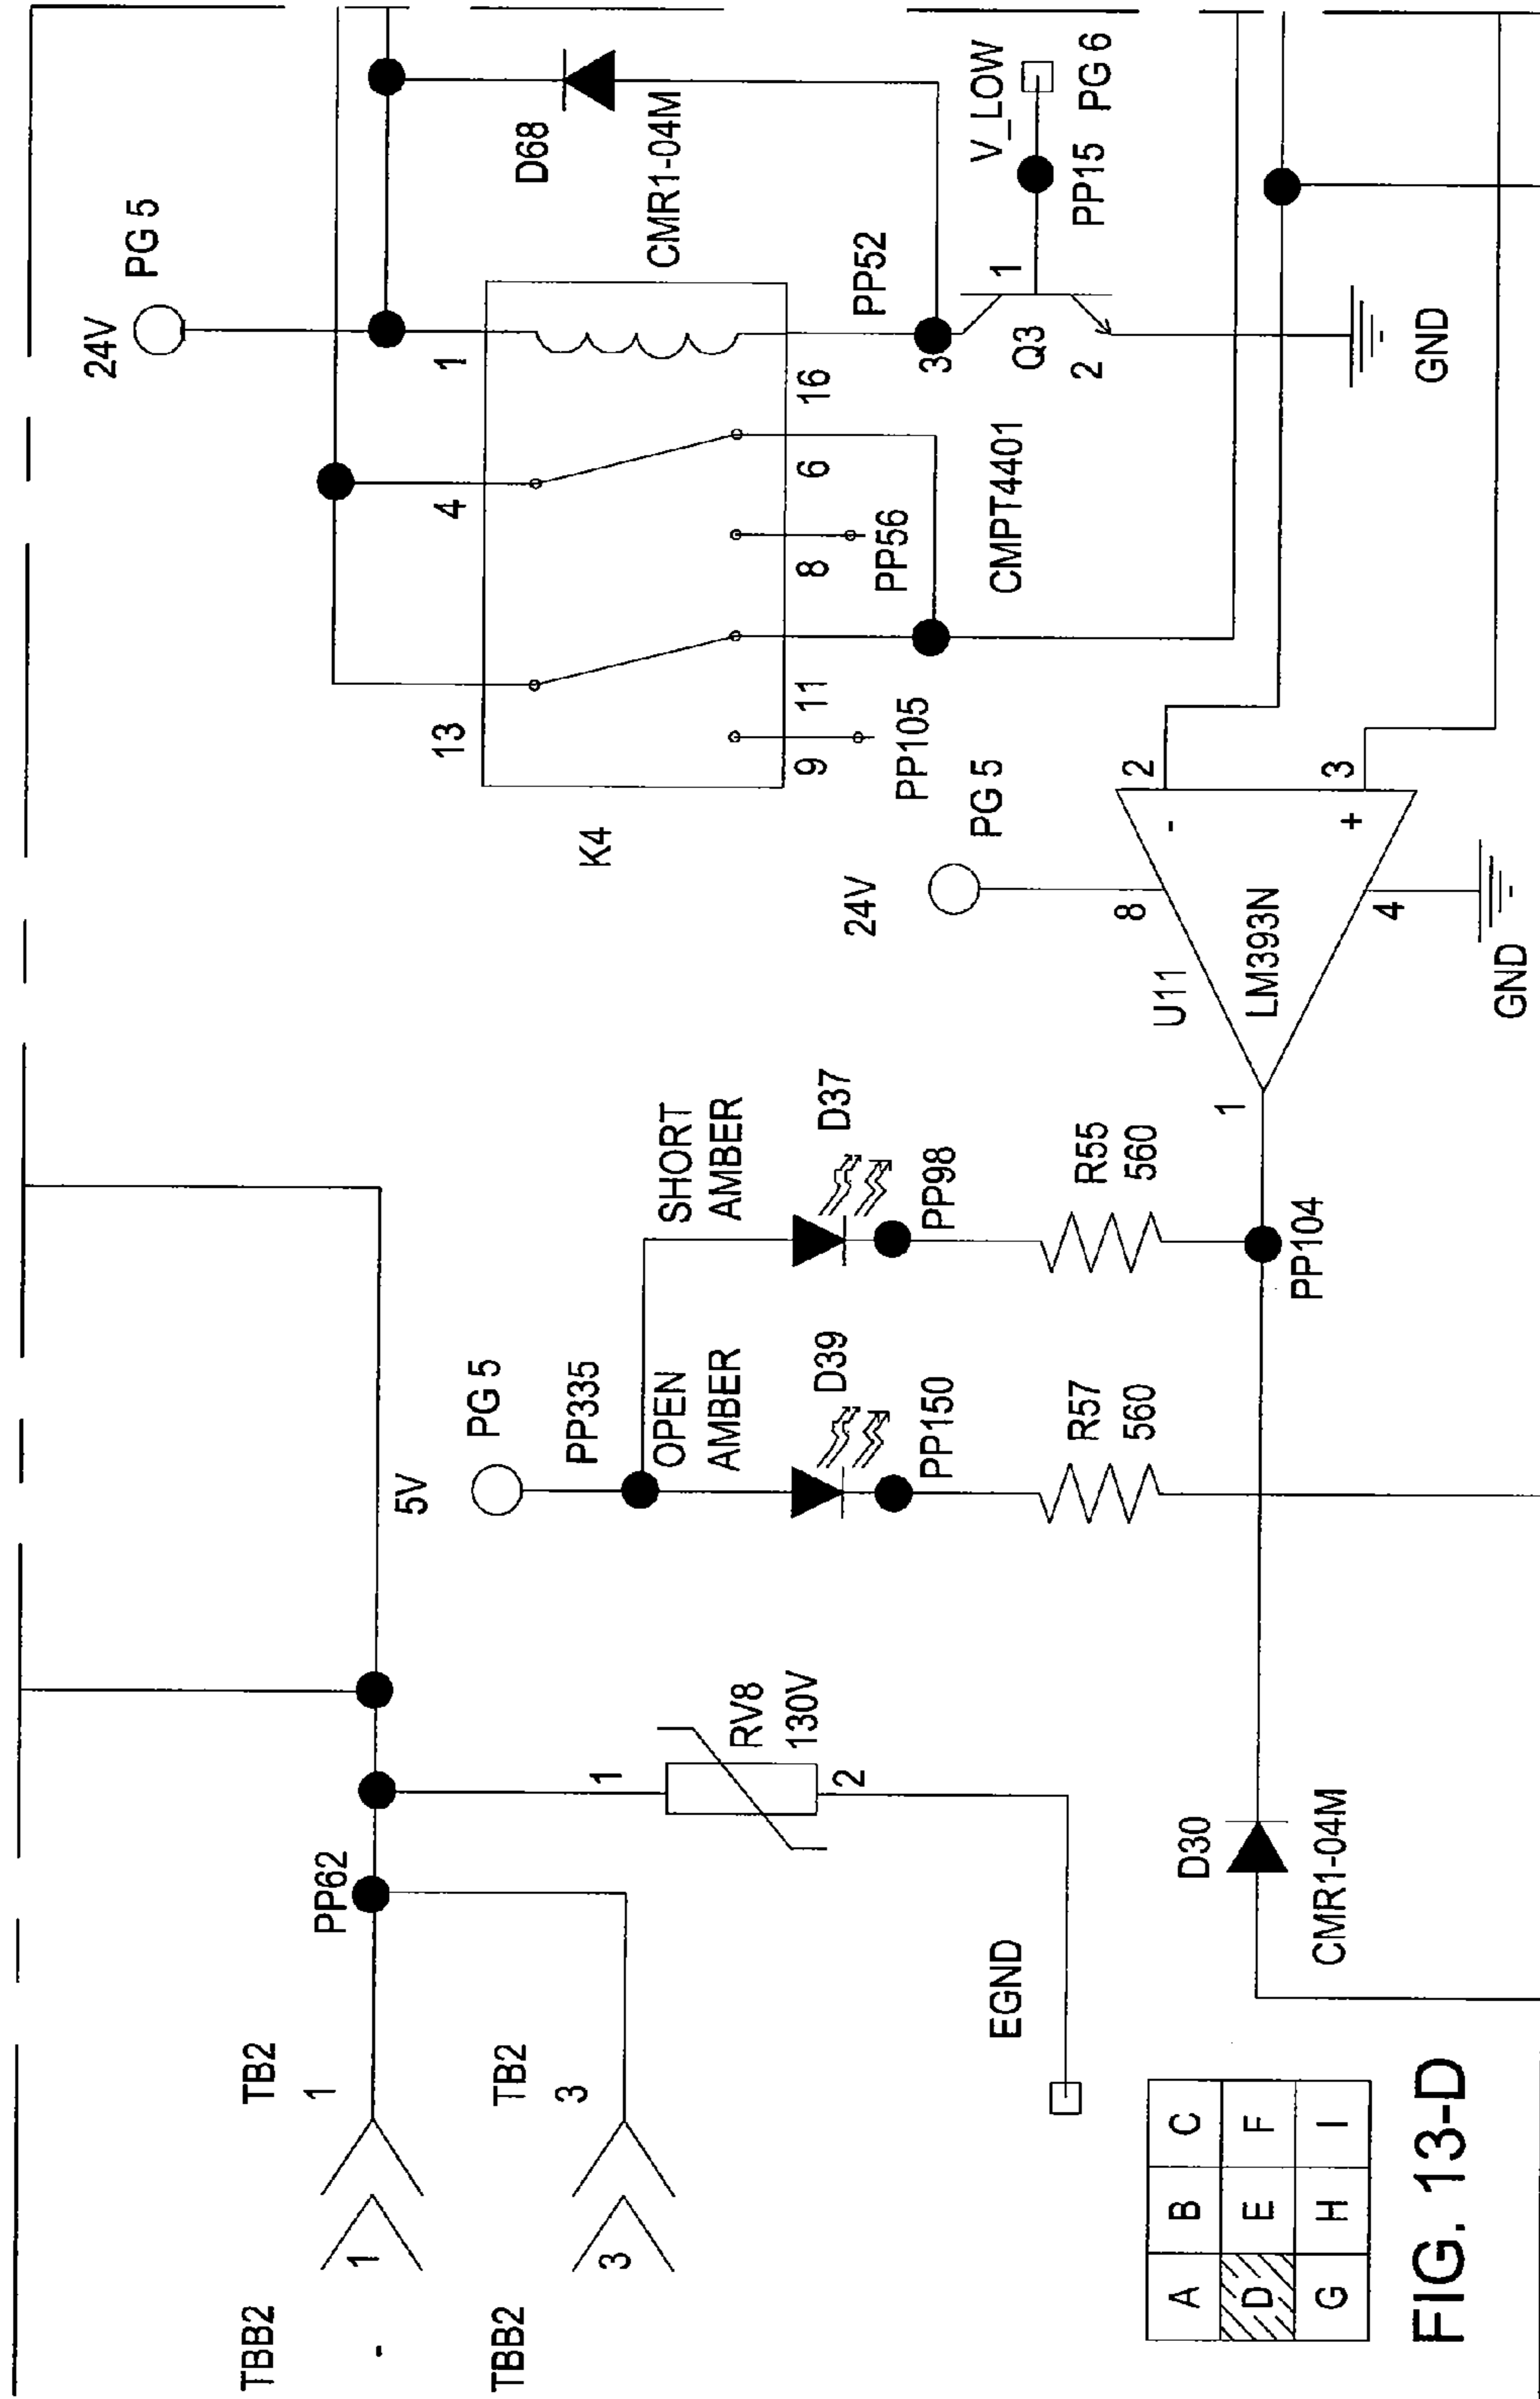 TBB2
-
1
TB2
1
PP62
TBB2
3
TB2
3
1
RV8
130V
2
EGND
5V
PG 5
PP335
OPEN
AMBER
D39
PP150
R57
560
SHORT
AMBER
D37
PP98
R55
560
PP104
D30
CMR1-04M
1
U11
LM393N
24V
PG 5
8
4
-
2
+
3
GND
K4
13
4
1
9
11
8
6
16
PP105
PP56
24V
PG 5
D68
CMR1-04M
PP52
3
Q3
1
2
CMPT4401
V_LOW
PP15
PG 6
GND
A B C
D E F
G H I
FIG. 13-D